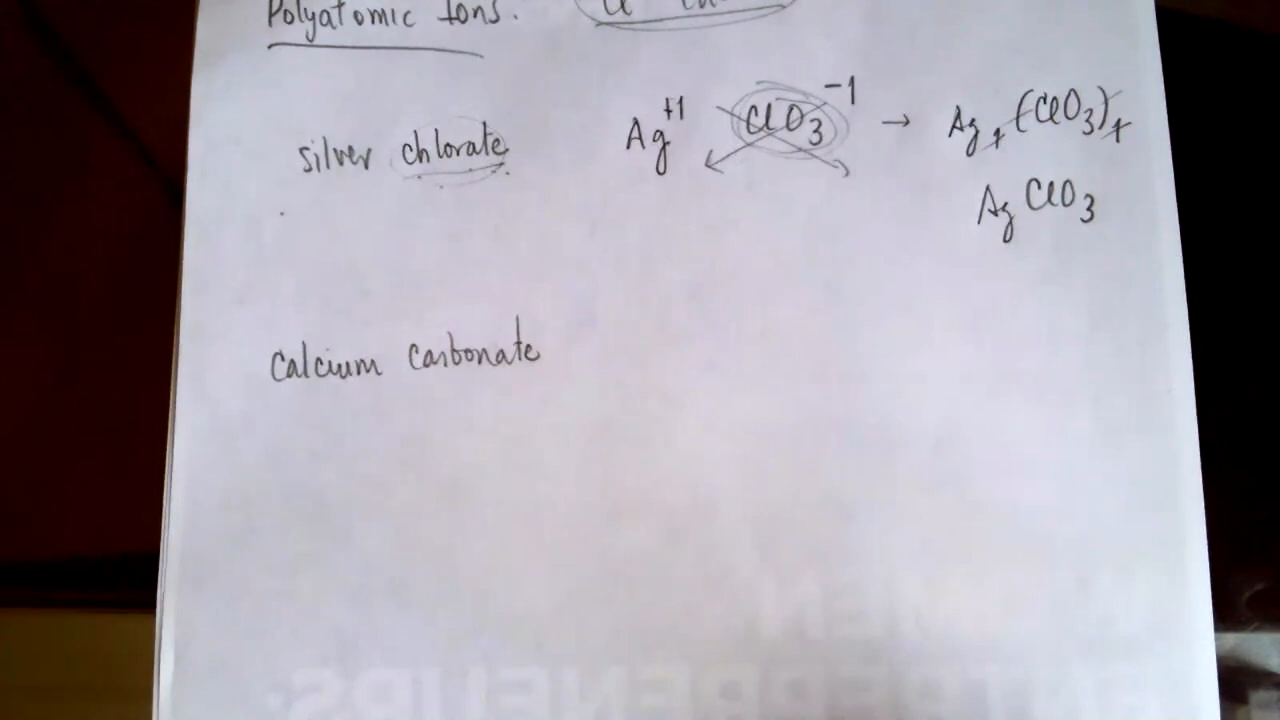 Polyatomic Ions.
silver chlorate Ag+1 ClO3-1 → Ag1(ClO3)1
AgClO3
Calcium Carbonate